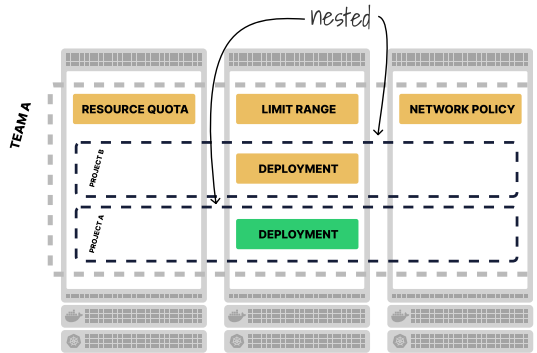 nested
TEAM A
RESOURCE QUOTA
LIMIT RANGE
NETWORK POLICY
PROJECT B
DEPLOYMENT
PROJECT A
DEPLOYMENT